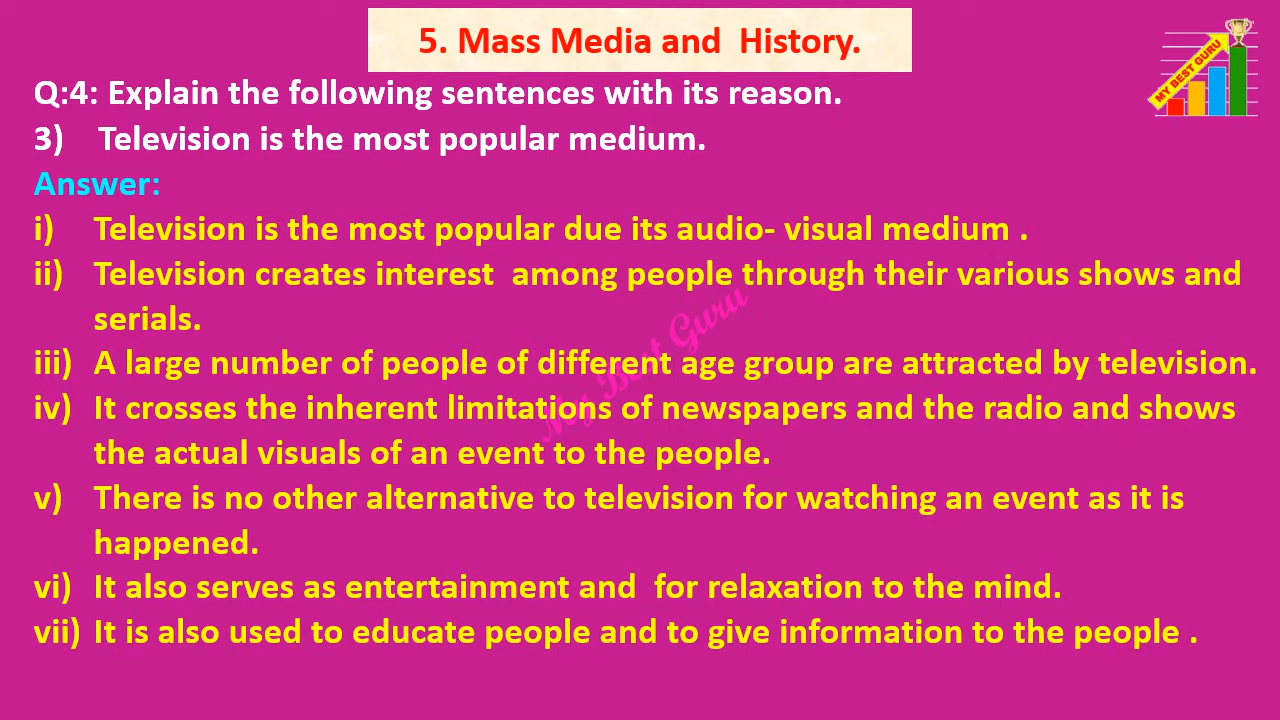 5. Mass Media and  History.
MY BEST GURU
Q:4: Explain the following sentences with its reason.
3)    Television is the most popular medium.
Answer:
i)    Television is the most popular due its audio- visual medium .
ii)    Television creates interest  among people through their various shows and
serials.
iii)    A large number of people of different age group are attracted by television.
iv)    It crosses the inherent limitations of newspapers and the radio and shows
the actual visuals of an event to the people.
v)    There is no other alternative to television for watching an event as it is
happened.
vi)    It also serves as entertainment and  for relaxation to the mind.
vii)    It is also used to educate people and to give information to the people .
My Best Guru